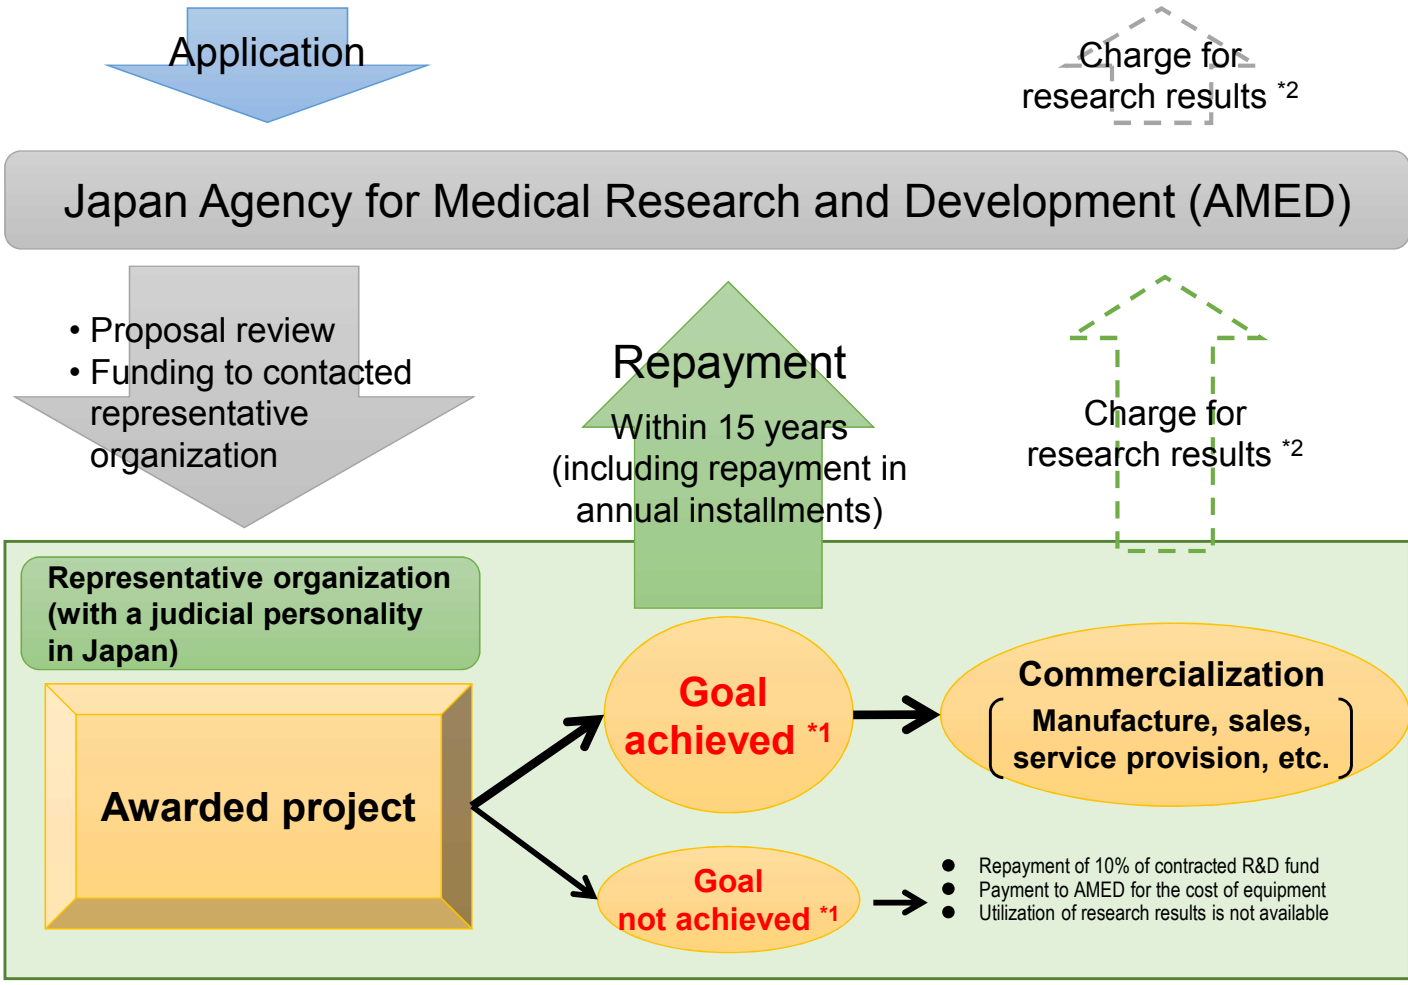 Application
Charge for
research results *2
Japan Agency for Medical Research and Development (AMED)
• Proposal review
• Funding to contacted
representative
organization
Repayment
Within 15 years
(including repayment in
annual installments)
Charge for
research results *2
Representative organization
(with a judicial personality
in Japan)
Awarded project
Goal
achieved *1
Commercialization
Manufacture, sales,
service provision, etc.
Goal
not achieved *1
● Repayment of 10% of contracted R&D fund
● Payment to AMED for the cost of equipment
● Utilization of research results is not available